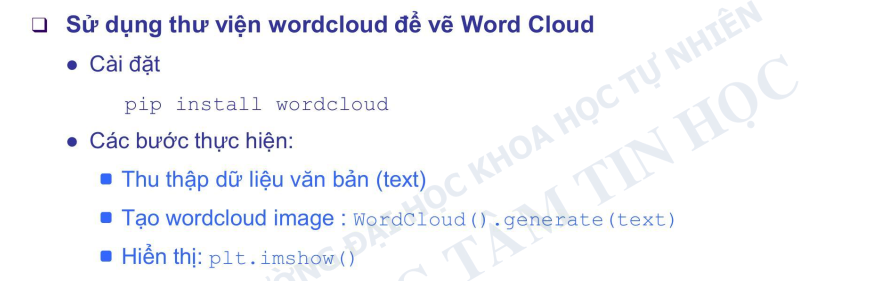 Sử dụng thư viện wordcloud để vẽ Word Cloud
Cài đặt
pip install wordcloud
Các bước thực hiện:
Thu thập dữ liệu văn bản (text)
Tạo wordcloud image : WordCloud().generate(text)
Hiển thị: plt.imshow()
ĐẠI HỌC KHOA HỌC TỰ NHIÊN
TÂM TIN HỌC